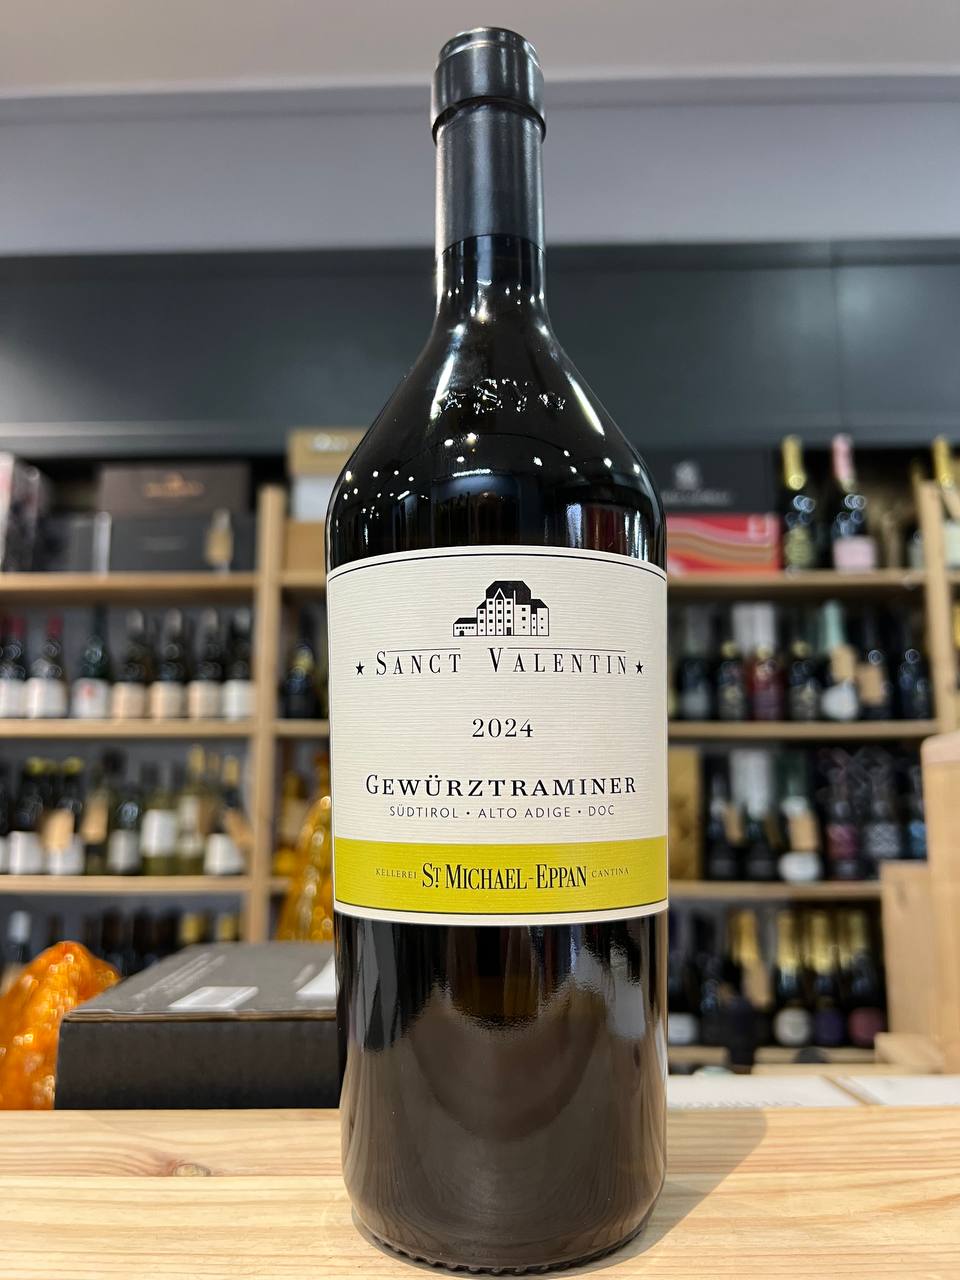 ★ SANCT VALENTIN ★
2024
GEWÜRZTRAMINER
SÜDTIROL • ALTO ADIGE • DOC
KELLEREI ST MICHAEL-EPPAN CANTINA